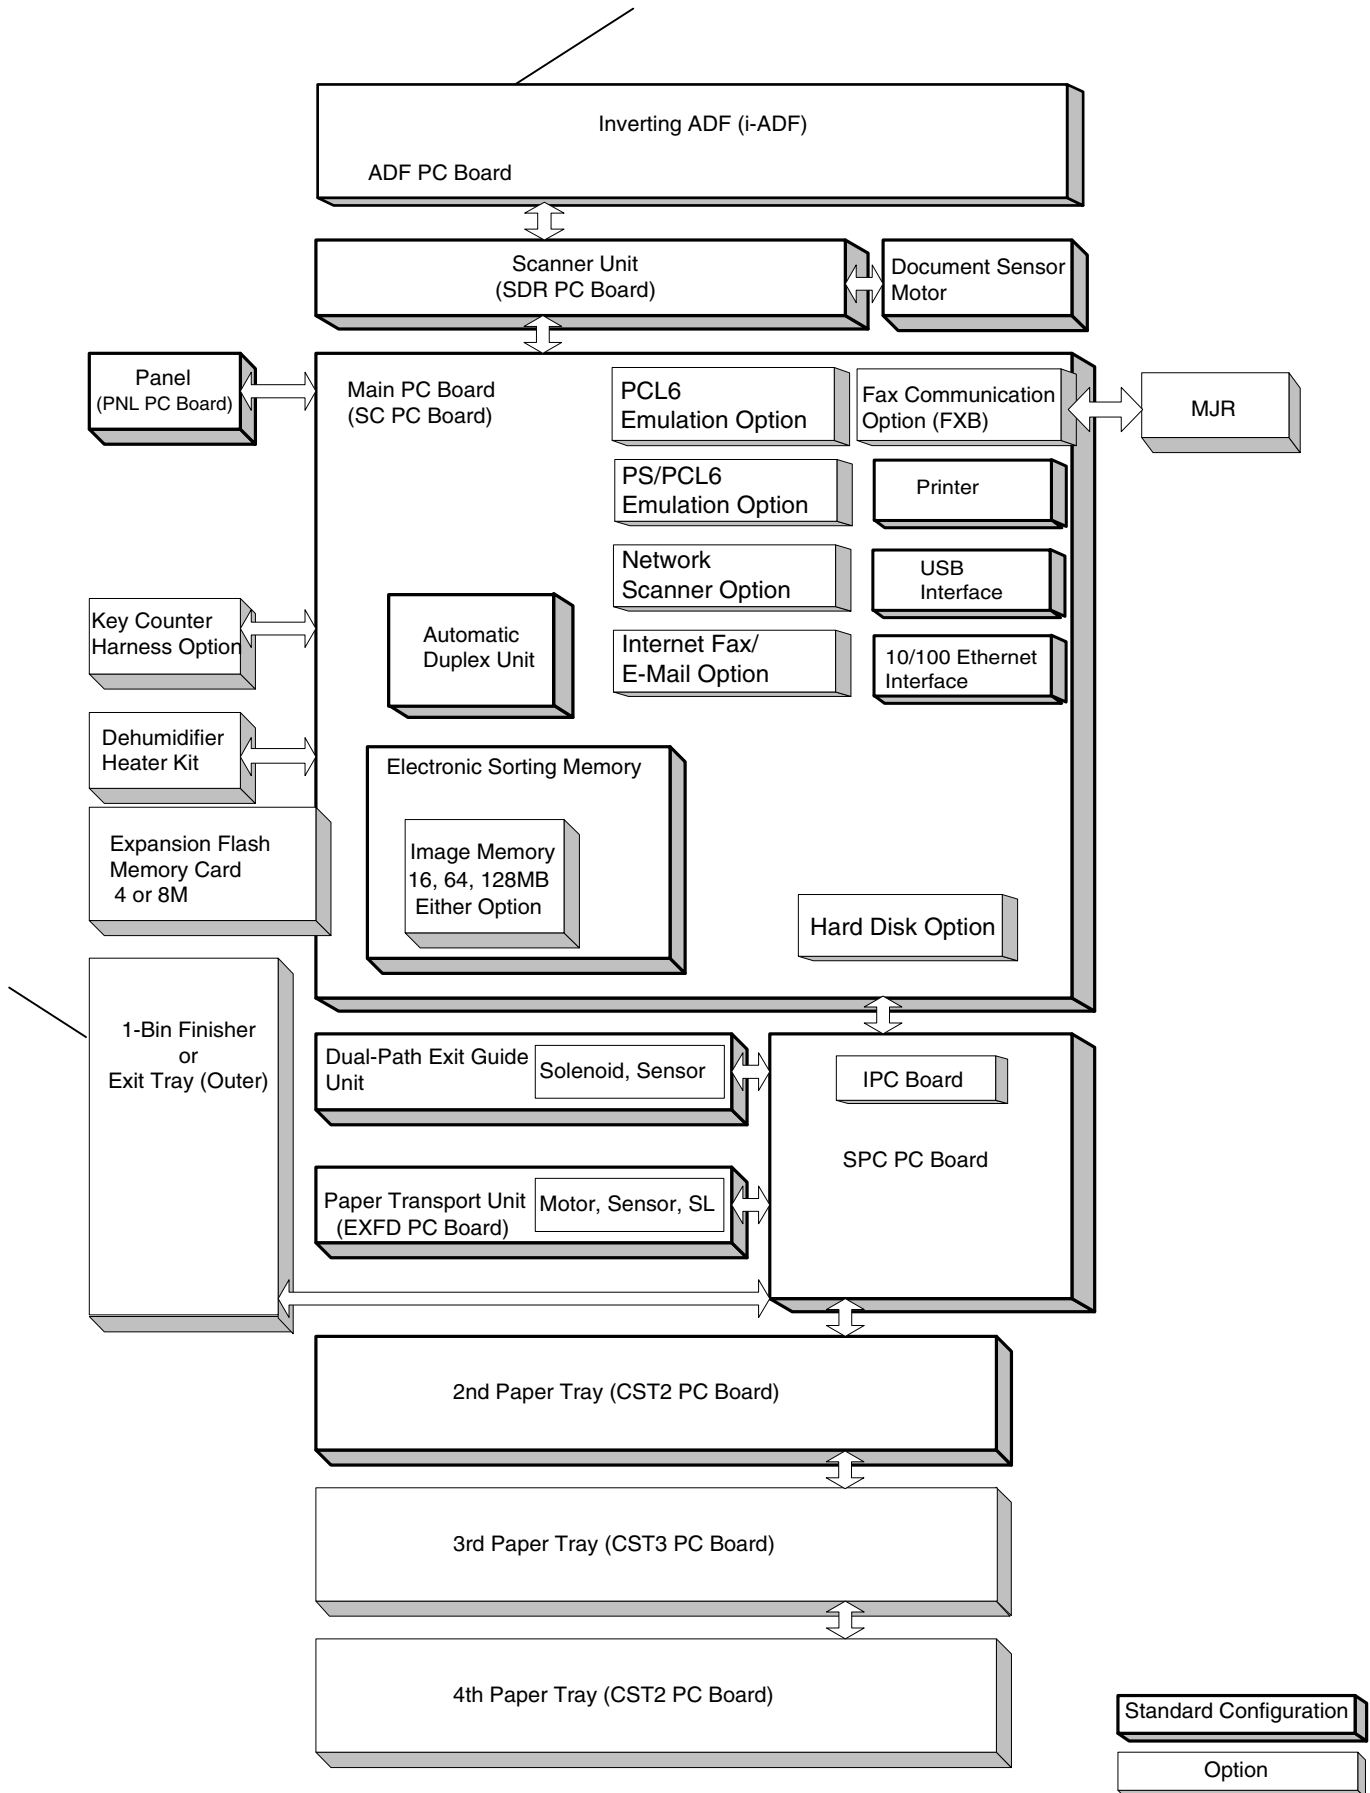 Inverting ADF (i-ADF)
ADF PC Board
Scanner Unit
(SDR PC Board)
Document Sensor
Motor
Panel
(PNL PC Board)
Main PC Board
(SC PC Board)
PCL6
Emulation Option
Fax Communication
Option (FXB)
MJR
PS/PCL6
Emulation Option
Printer
Network
Scanner Option
USB
Interface
Key Counter
Harness Option
Automatic
Duplex Unit
Internet Fax/
E-Mail Option
10/100 Ethernet
Interface
Dehumidifier
Heater Kit
Electronic Sorting Memory
Expansion Flash
Memory Card
4 or 8M
Image Memory
16, 64, 128MB
Either Option
Hard Disk Option
1-Bin Finisher
or
Exit Tray (Outer)
Dual-Path Exit Guide
Unit
Solenoid, Sensor
IPC Board
SPC PC Board
Paper Transport Unit
(EXFD PC Board)
Motor, Sensor, SL
2nd Paper Tray (CST2 PC Board)
3rd Paper Tray (CST3 PC Board)
4th Paper Tray (CST2 PC Board)
Standard Configuration
Option